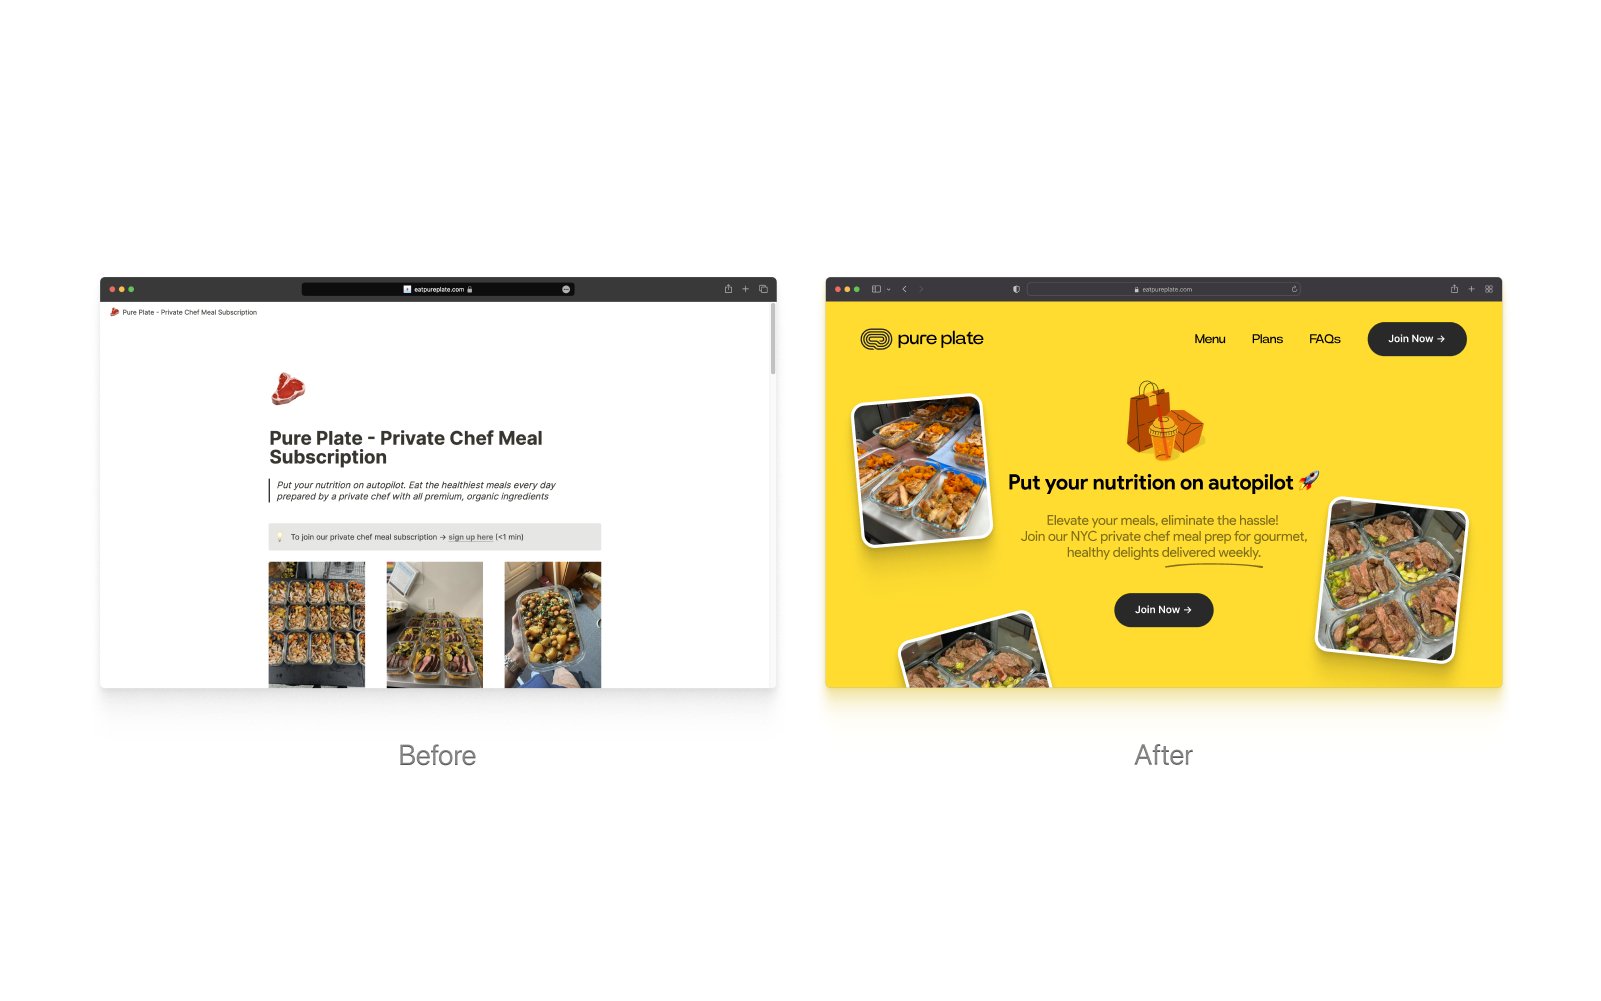 eatpureplate.com
Pure Plate - Private Chef Meal Subscription
Pure Plate - Private Chef Meal
Subscription
Put your nutrition on autopilot. Eat the healthiest meals every day
prepared by a private chef with all premium, organic ingredients
To join our private chef meal subscription → sign up here (<1 min)
Before
eatpureplate.com
pure plate
Menu
Plans
FAQs
Join Now →
Put your nutrition on autopilot 🚀
Elevate your meals, eliminate the hassle!
Join our NYC private chef meal prep for gourmet,
healthy delights delivered weekly.
Join Now →
After